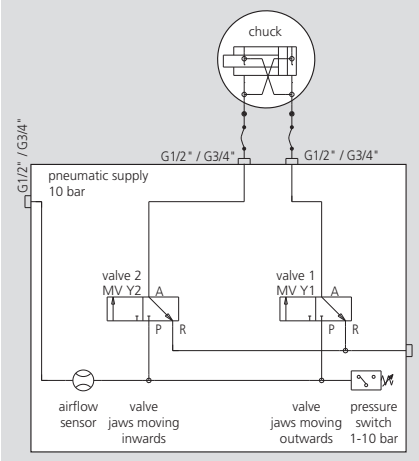 chuck
G1/2" / G3/4"
G1/2" / G3/4"
G1/2" / G3/4"
pneumatic supply
10 bar
valve 2
MV Y2
A
P
R
valve 1
MV Y1
A
P
R
airflow
sensor
valve
jaws moving
inwards
valve
jaws moving
outwards
pressure
switch
1-10 bar